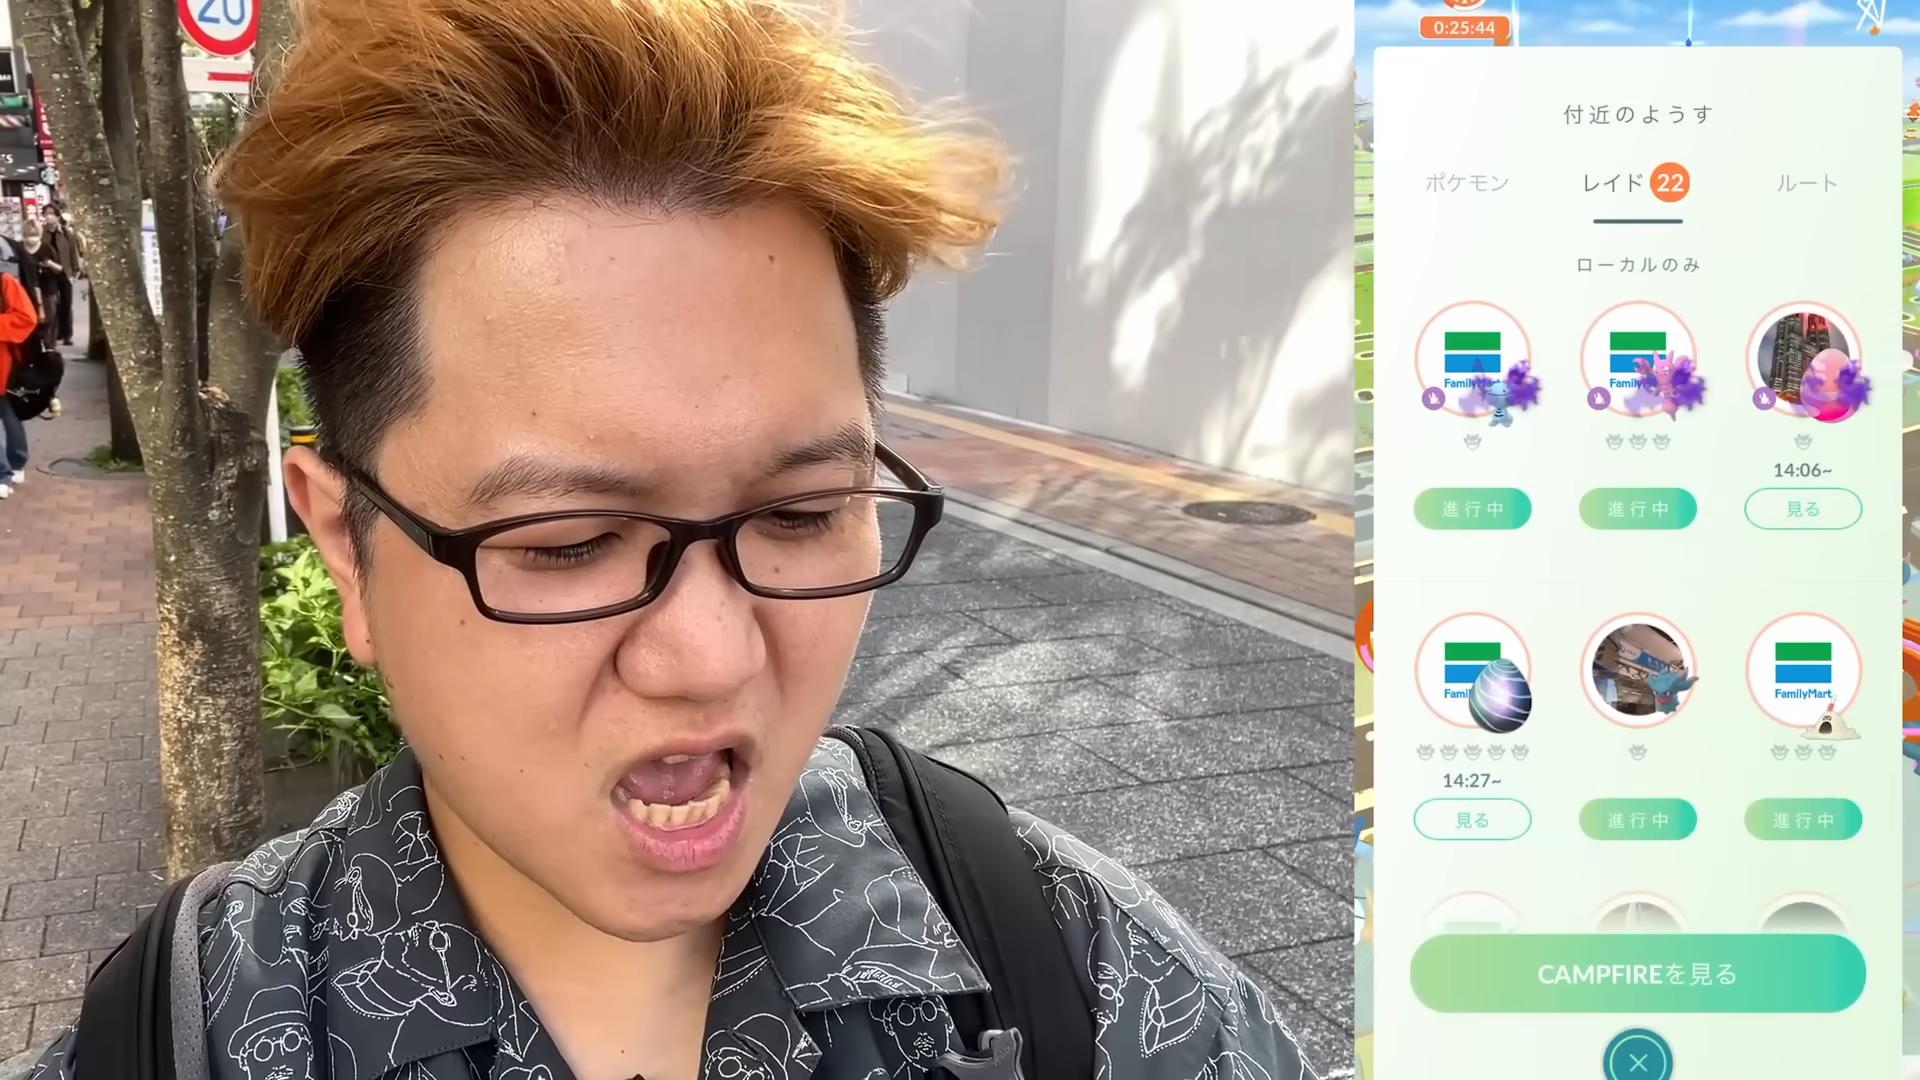 20
0:25:44
付近のようす
ポケモン
レイド 22
ルート
ローカルのみ
FamilyMart
Family
進行中
進行中
14:06~
見る
Fami
FamilyMart
14:27~
見る
進行中
進行中
CAMPFIREを見る